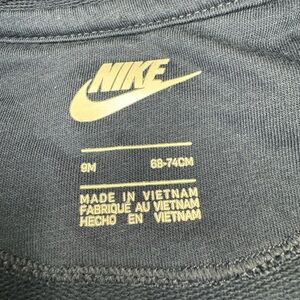 NIKE
9M 68-74CM
MADE IN VIETNAM
FABRIQUÉ AU VIETNAM
HECHO EN VIETNAM